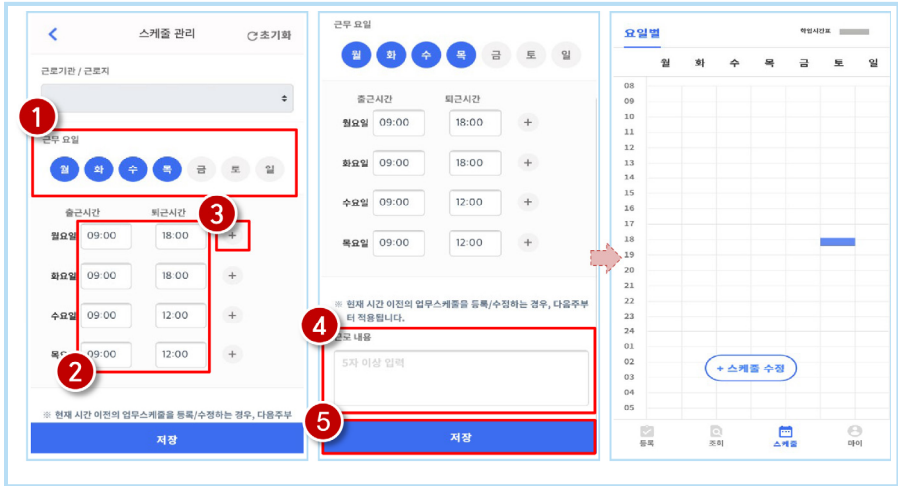 스케줄 관리
초기화
근로기관 / 근로지
1
근무 요일
월 화 수 목 금 토 일
출근시간 퇴근시간
3
월요일 09:00 18:00 +
화요일 09:00 18:00 +
수요일 09:00 12:00 +
목요일 09:00 12:00 +
2
※ 현재 시간 이전의 업무스케줄을 등록/수정하는 경우, 다음주부
저장
근무 요일
월 화 수 목 금 토 일
출근시간 퇴근시간
월요일 09:00 18:00 +
화요일 09:00 18:00 +
수요일 09:00 12:00 +
목요일 09:00 12:00 +
※ 현재 시간 이전의 업무스케줄을 등록/수정하는 경우, 다음주부
터 적용됩니다.
4
근로 내용
5자 이상 입력
5
저장
요일별
학업시간표
월 화 수 목 금 토 일
08
09
10
11
12
13
14
15
16
17
18
19
20
21
22
23
24
01
02
03
04
05
+ 스케줄 수정
등록 조회 스케줄 마이